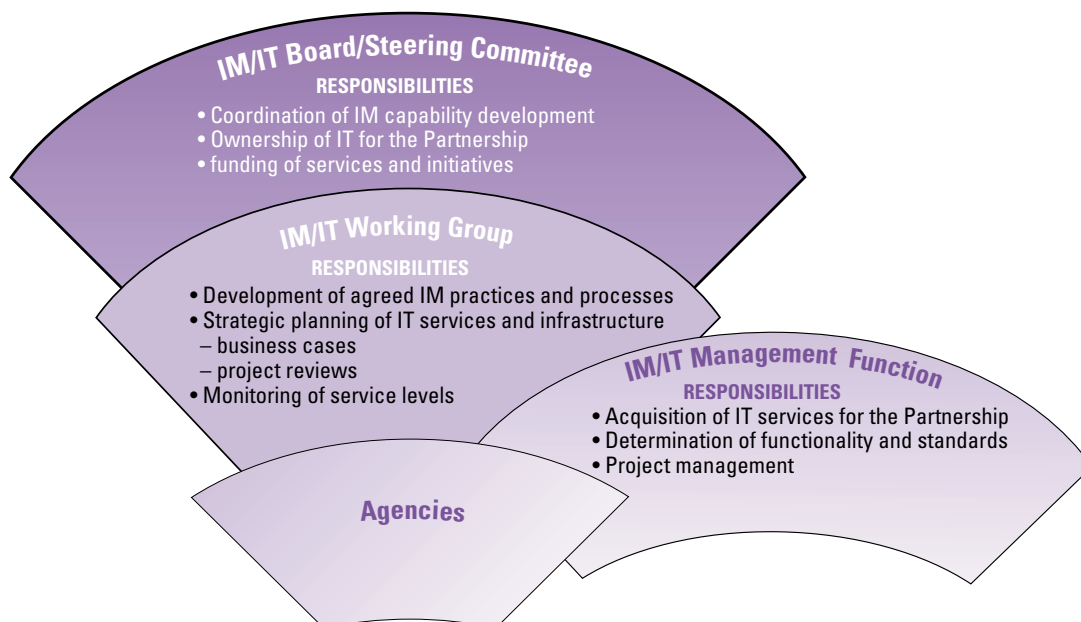 IM/IT Board/Steering Committee
RESPONSIBILITIES
• Coordination of IM capability development
• Ownership of IT for the Partnership
• funding of services and initiatives
IM/IT Working Group
RESPONSIBILITIES
• Development of agreed IM practices and processes
• Strategic planning of IT services and infrastructure
– business cases
– project reviews
• Monitoring of service levels
IM/IT Management Function
RESPONSIBILITIES
• Acquisition of IT services for the Partnership
• Determination of functionality and standards
• Project management
Agencies